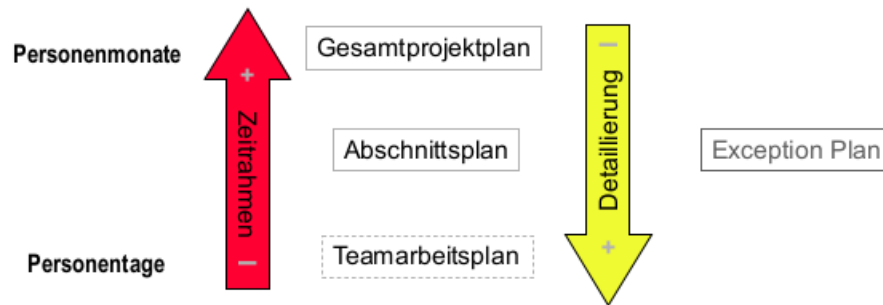 Personenmonate
+
Zeitrahmen
–
Gesamtprojektplan
Abschnittsplan
Teamarbeitsplan
–
Detaillierung
+
Exception Plan
Personentage